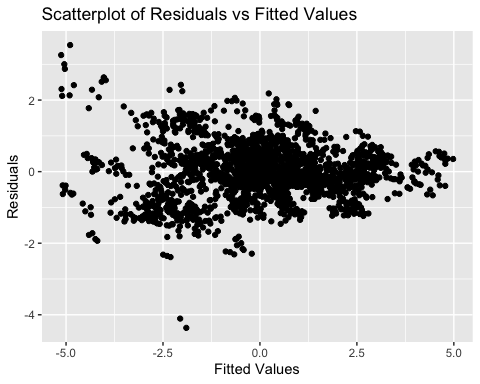 Scatterplot of Residuals vs Fitted Values
Residuals
2
0
-2
-4
-5.0 -2.5 0.0 2.5 5.0
Fitted Values